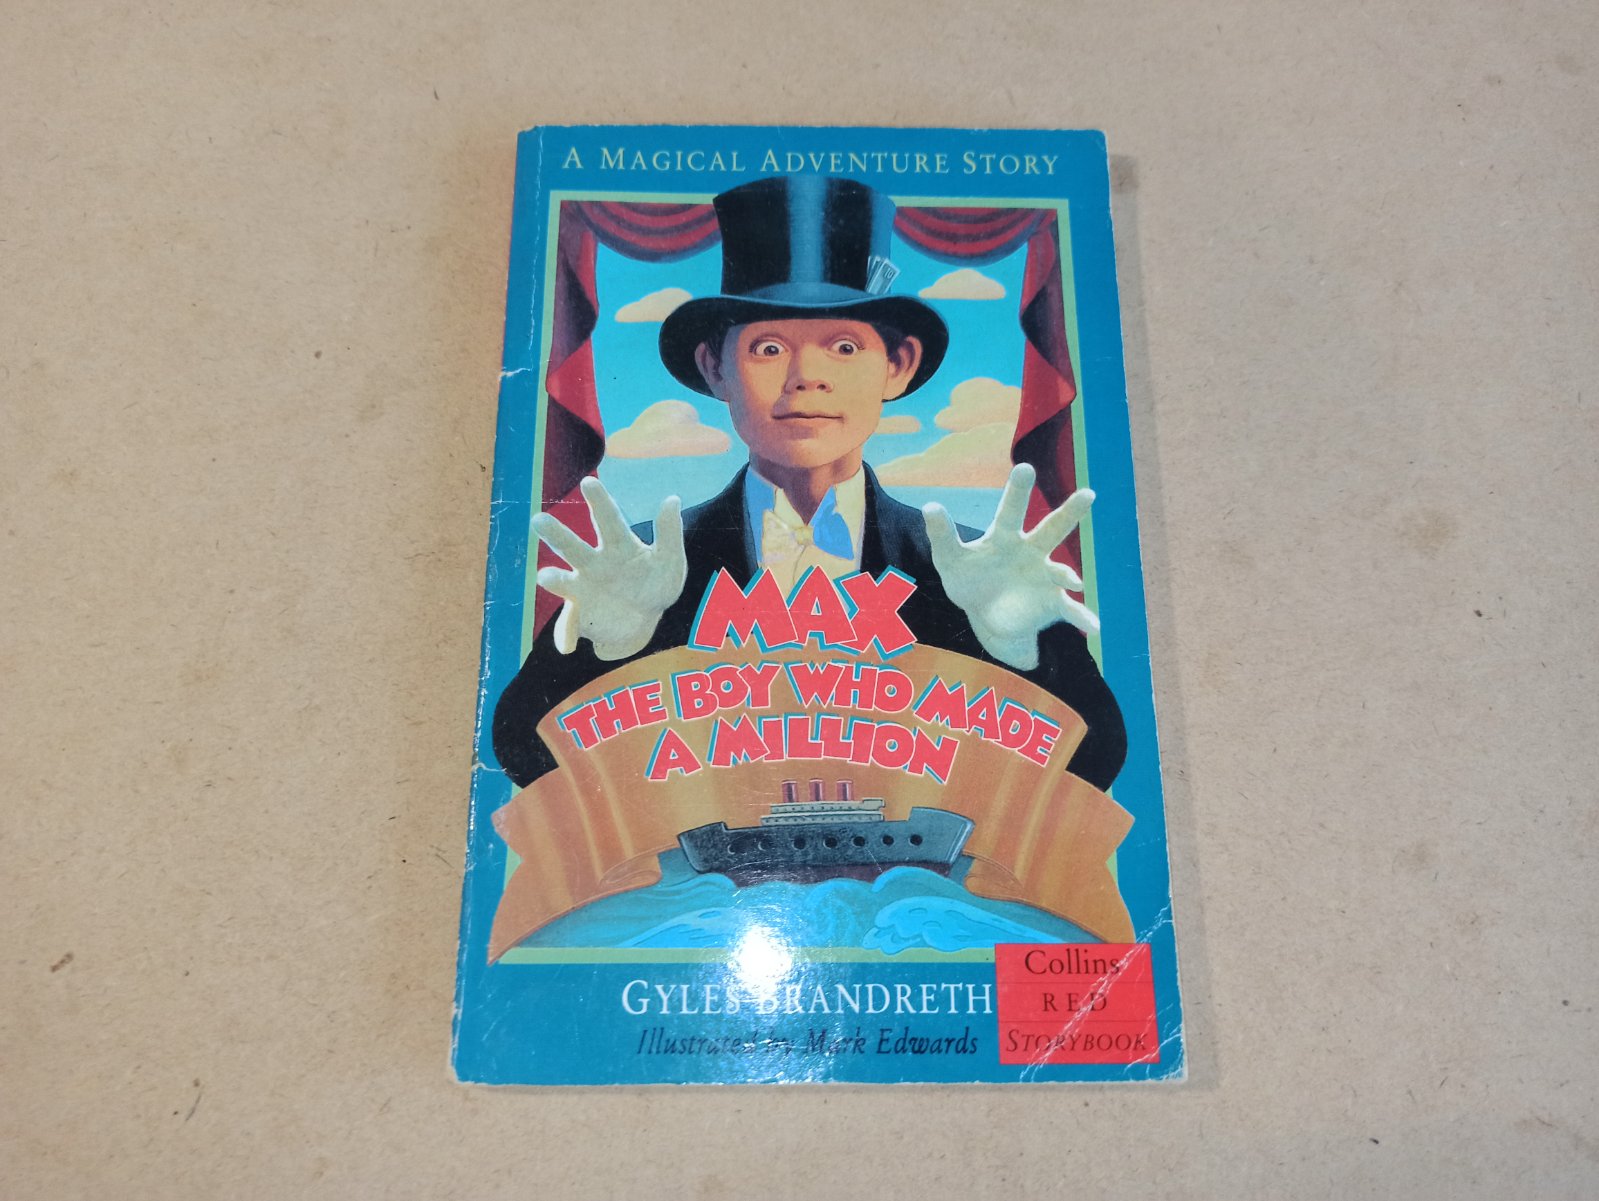 A MAGICAL ADVENTURE STORY
MAX
THE BOY WHO MADE
A MILLION
GYLES BRANDRETH
Illustrated by Mark Edwards
Collins
RED
STORYBOOK